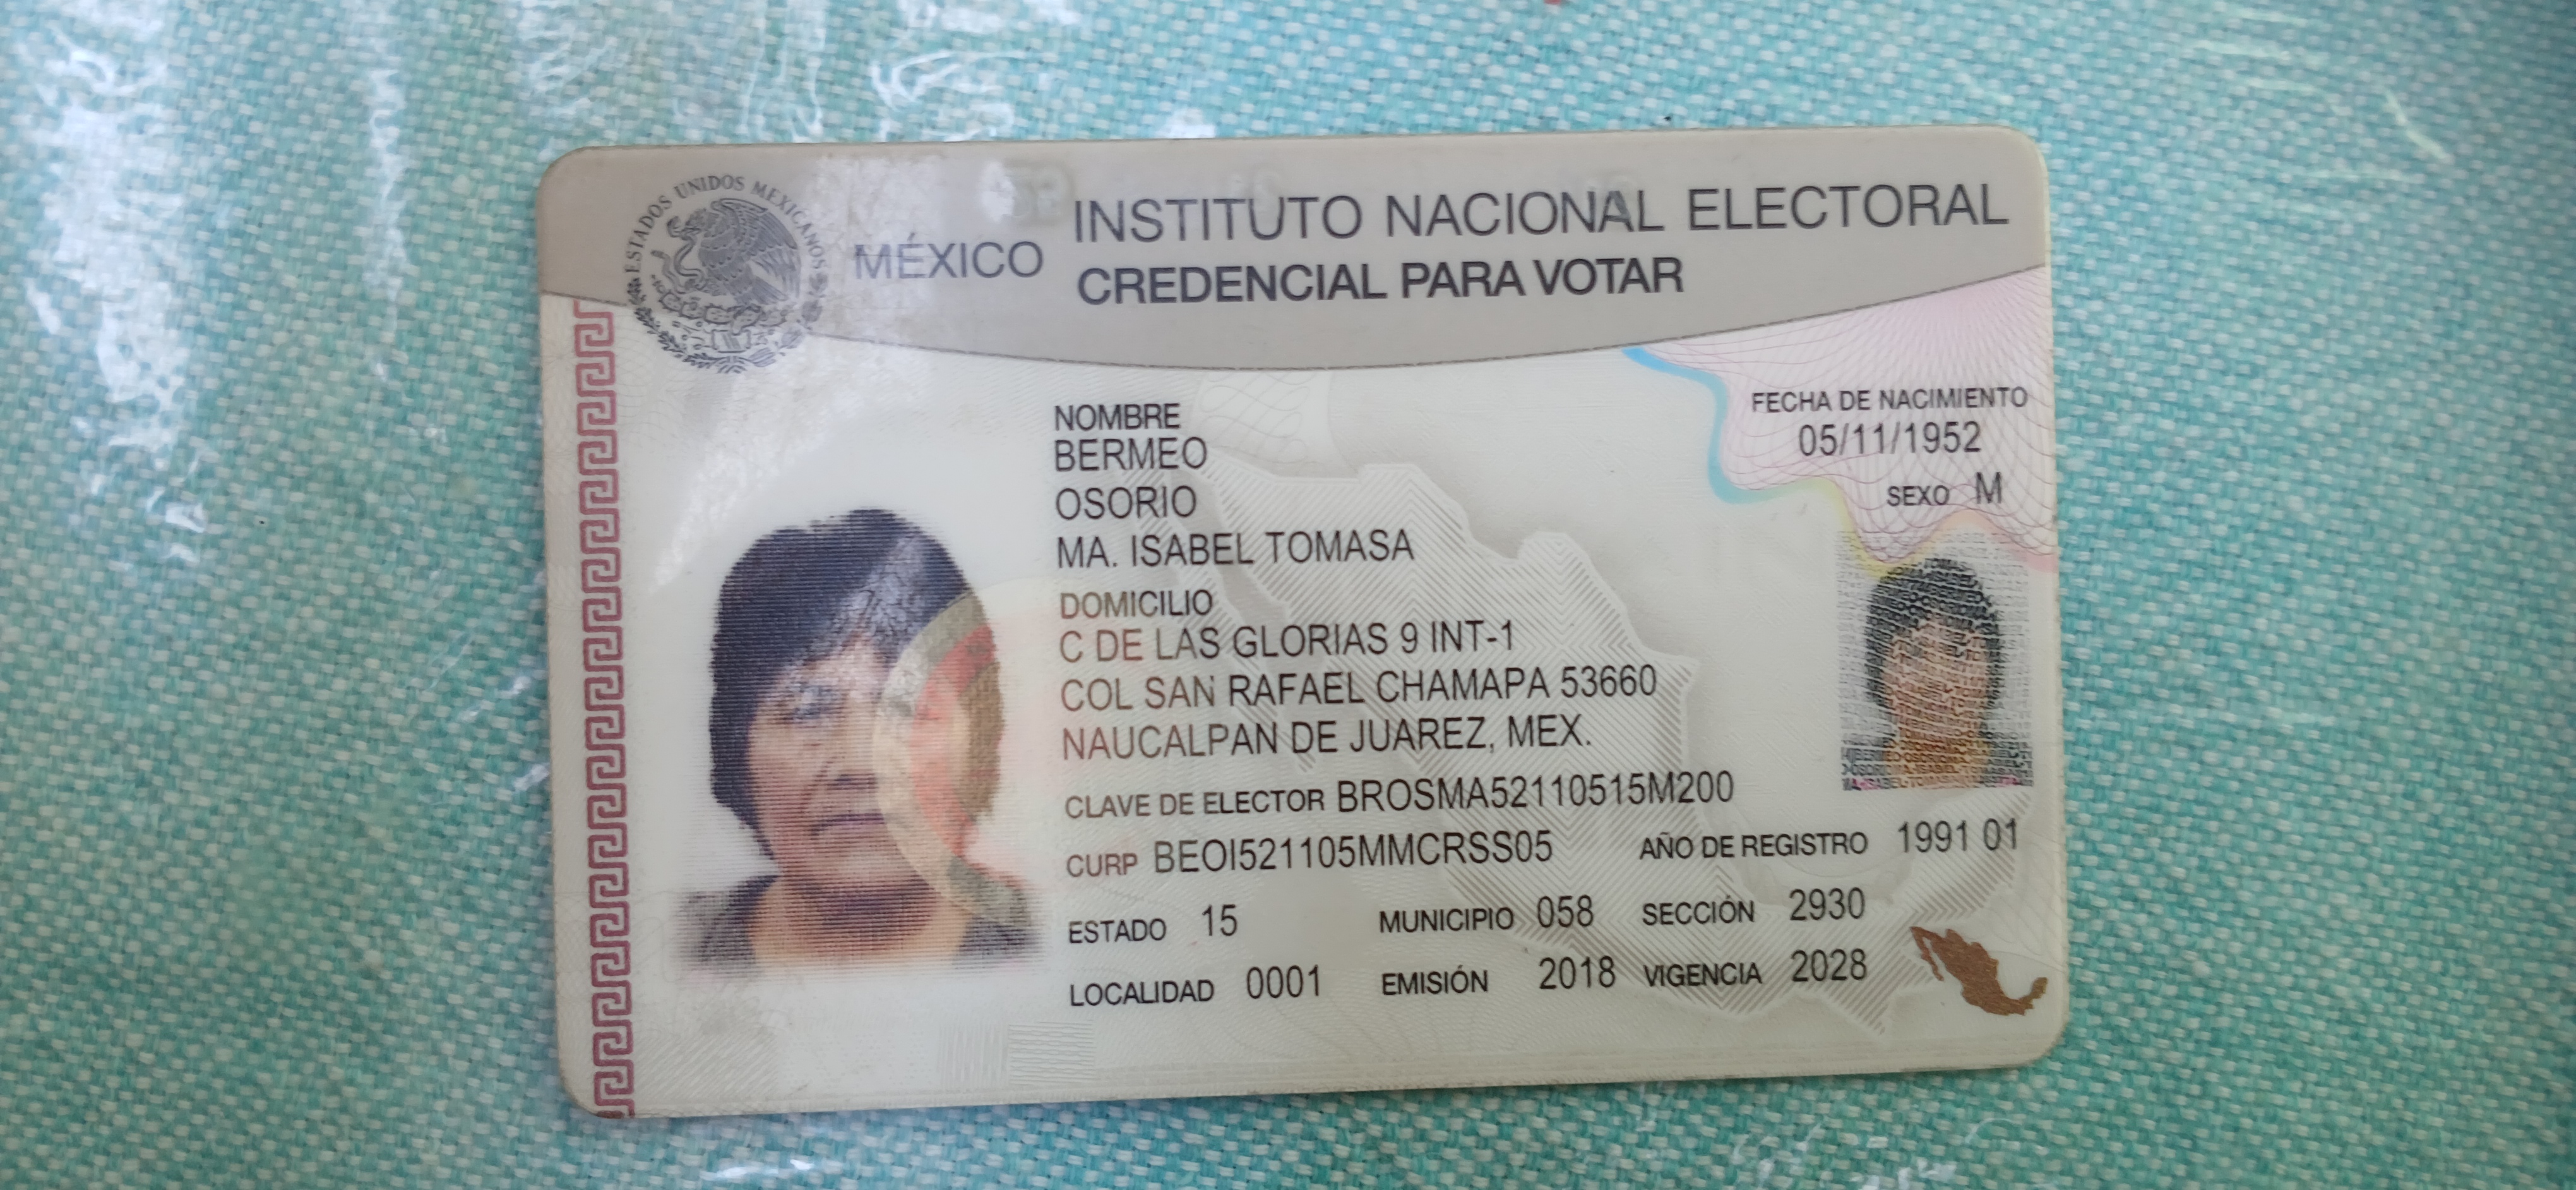 ESTADOS UNIDOS MEXICANOS
MÉXICO
INSTITUTO NACIONAL ELECTORAL
CREDENCIAL PARA VOTAR
NOMBRE
BERMEO
OSORIO
MA. ISABEL TOMASA
FECHA DE NACIMIENTO
05/11/1952
SEXO M
DOMICILIO
C DE LAS GLORIAS 9 INT-1
COL SAN RAFAEL CHAMAPA 53660
NAUCALPAN DE JUAREZ, MEX.
CLAVE DE ELECTOR BROSMA52110515M200
CURP BEOI521105MMCRSS05 AÑO DE REGISTRO 1991 01
ESTADO 15 MUNICIPIO 058 SECCIÓN 2930
LOCALIDAD 0001 EMISIÓN 2018 VIGENCIA 2028